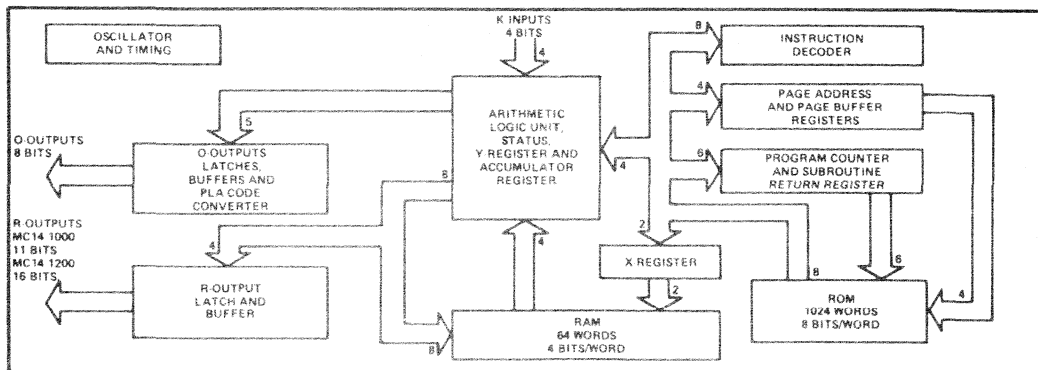 OSCILLATOR
AND TIMING
K INPUTS
4 BITS
4
8
INSTRUCTION
DECODER
4
PAGE ADDRESS
AND PAGE BUFFER
REGISTERS
6
PROGRAM COUNTER
AND SUBROUTINE
RETURN REGISTER
ARITHMETIC
LOGIC UNIT,
STATUS,
Y-REGISTER AND
ACCUMULATOR
REGISTER
4
5
O-OUTPUTS
8 BITS
O-OUTPUTS
LATCHES,
BUFFERS AND
PLA CODE
CONVERTER
8
R-OUTPUTS
MC14 1000
11 BITS
MC14 1200
16 BITS
4
R-OUTPUT
LATCH AND
BUFFER
4
2
X REGISTER
2
8
6
4
8
RAM
64 WORDS
4 BITS/WORD
ROM
1024 WORDS
8 BITS/WORD